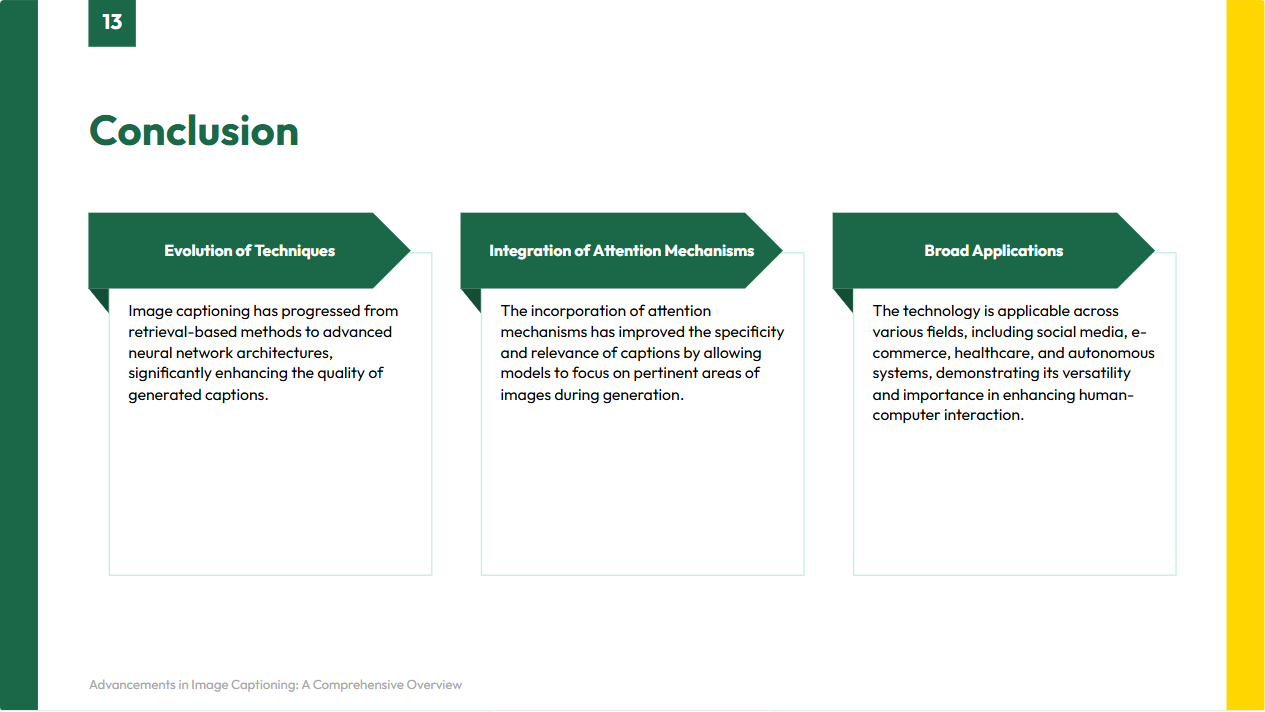 13
Conclusion
Evolution of Techniques
Image captioning has progressed from
retrieval-based methods to advanced
neural network architectures,
significantly enhancing the quality of
generated captions.
Integration of Attention Mechanisms
The incorporation of attention
mechanisms has improved the specificity
and relevance of captions by allowing
models to focus on pertinent areas of
images during generation.
Broad Applications
The technology is applicable across
various fields, including social media, e-
commerce, healthcare, and autonomous
systems, demonstrating its versatility
and importance in enhancing human-
computer interaction.
Advancements in Image Captioning: A Comprehensive Overview